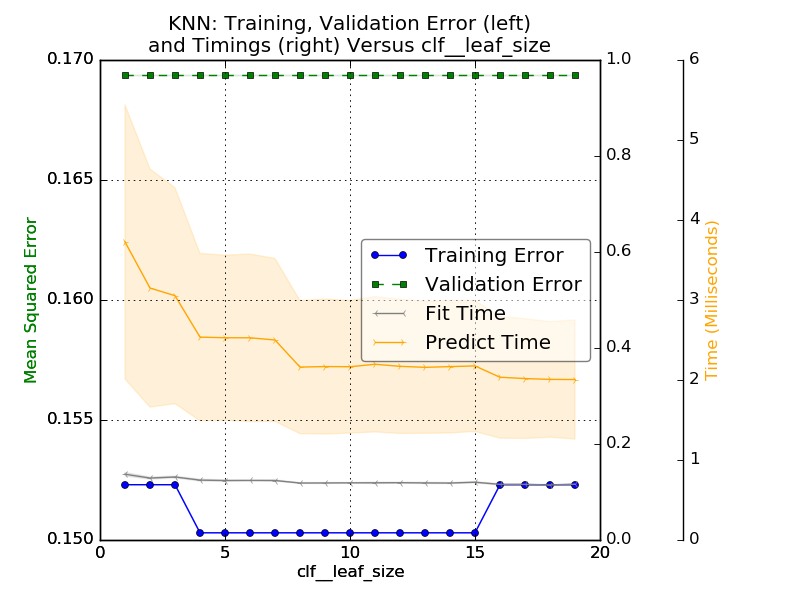 KNN: Training, Validation Error (left)
and Timings (right) Versus clf__leaf_size
0.170
0.165
0.160
0.155
0.150
Mean Squared Error
0
5
10
15
20
clf__leaf_size
1.0
0.8
0.6
0.4
0.2
0.0
6
5
4
3
2
1
0
Time (Milliseconds)
Training Error
Validation Error
Fit Time
Predict Time